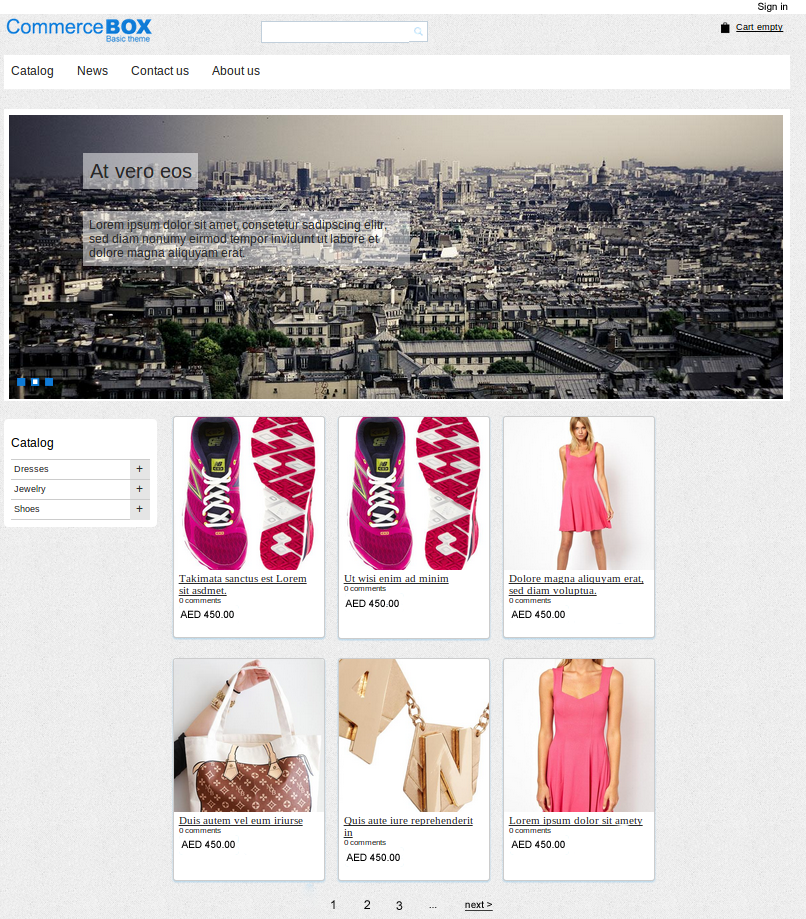 Sign in
CommerceBOX
Basic theme
Cart empty
Catalog News Contact us About us
At vero eos
Lorem ipsum dolor sit amet, consetetur sadipscing elitr,
sed diam nonumy eirmod tempor invidunt ut labore et
dolore magna aliquyam erat.
Catalog
Dresses +
Jewelry +
Shoes +
Takimata sanctus est Lorem
sit asdmet.
0 comments
AED 450.00
Ut wisi enim ad minim
0 comments
AED 450.00
Dolore magna aliquyam erat,
sed diam voluptua.
0 comments
AED 450.00
Duis autem vel eum iriurse
0 comments
AED 450.00
Quis aute iure reprehenderit
in
0 comments
AED 450.00
Lorem ipsum dolor sit amety
0 comments
AED 450.00
1 2 3 ... next >